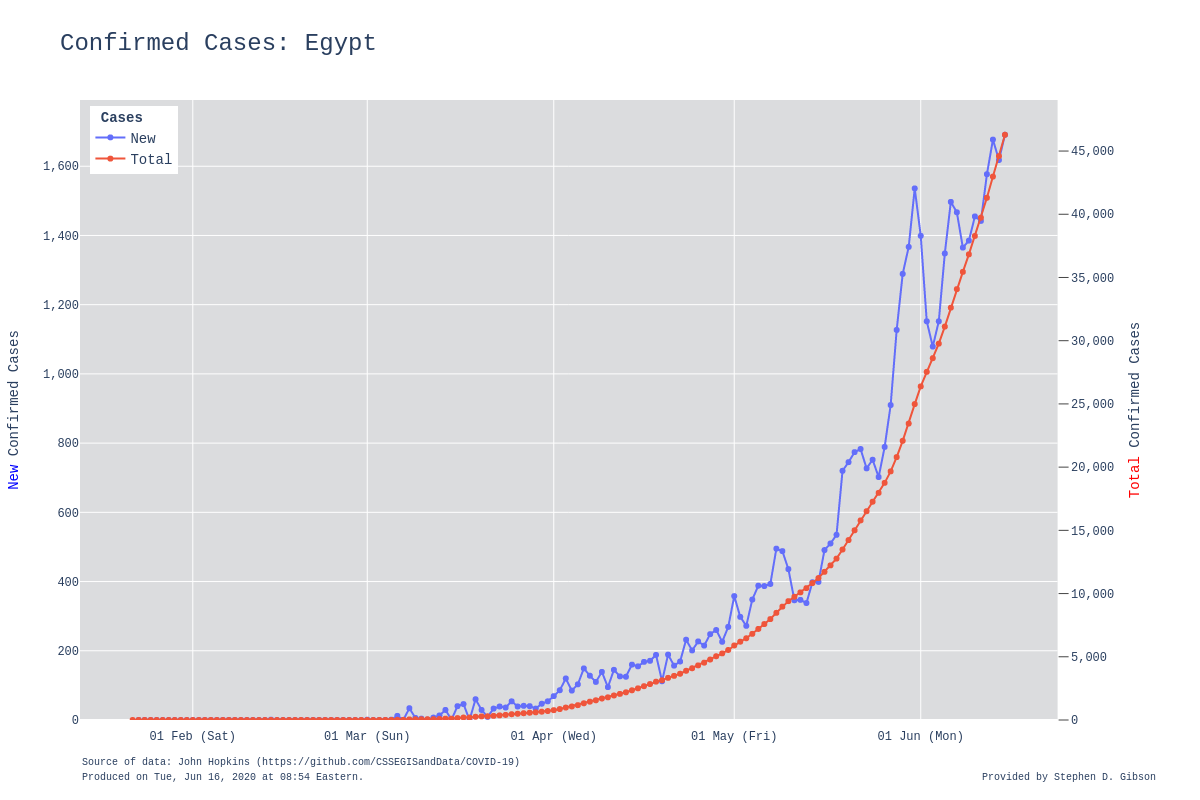 Confirmed Cases: Egypt
Cases
New
Total
1,600
1,400
1,200
1,000
800
600
400
200
0
New Confirmed Cases
45,000
40,000
35,000
30,000
25,000
20,000
15,000
10,000
5,000
0
Total Confirmed Cases
01 Feb (Sat) 01 Mar (Sun) 01 Apr (Wed) 01 May (Fri) 01 Jun (Mon)
Source of data: John Hopkins (https://github.com/CSSEGISandData/COVID-19)
Produced on Tue, Jun 16, 2020 at 08:54 Eastern.
Provided by Stephen D. Gibson